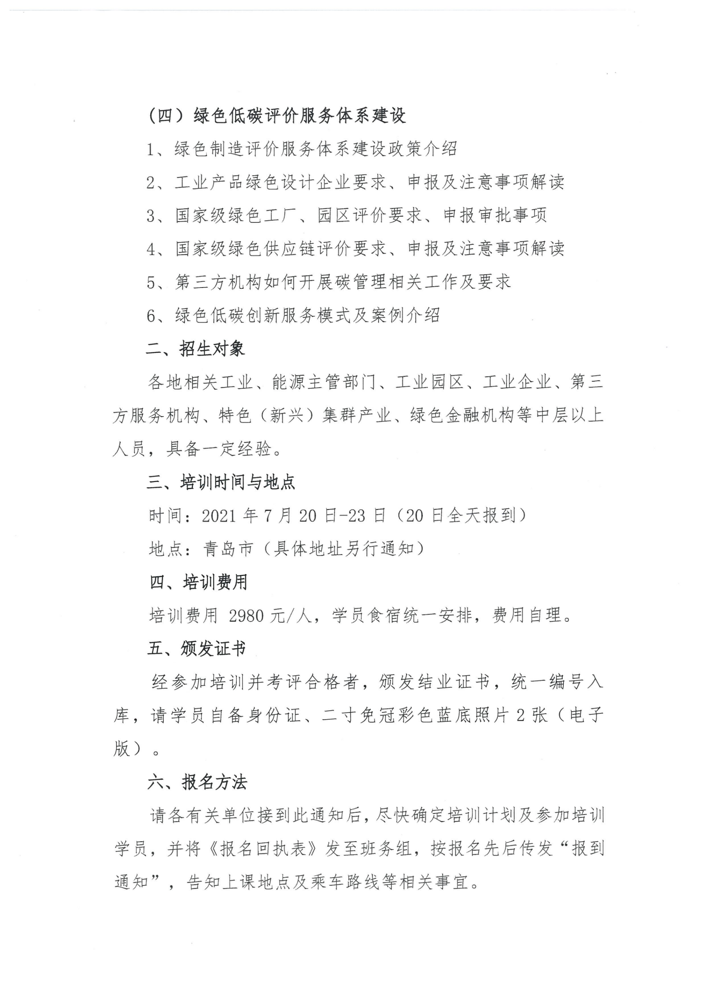 (四）绿色低碳评价服务体系建设
1、绿色制造评价服务体系建设政策介绍
2、工业产品绿色设计企业要求、申报及注意事项解读
3、国家级绿色工厂、园区评价要求、申报审批事项
4、国家级绿色供应链评价要求、申报及注意事项解读
5、第三方机构如何开展碳管理相关工作及要求
6、绿色低碳创新服务模式及案例介绍
二、招生对象
各地相关工业、能源主管部门、工业园区、工业企业、第三
方服务机构、特色（新兴）集群产业、绿色金融机构等中层以上
人员，具备一定经验。
三、培训时间与地点
时间：2021 年 7 月 20 日-23 日（20 日全天报到）
地点：青岛市（具体地址另行通知）
四、培训费用
培训费用 2980 元/人，学员食宿统一安排，费用自理。
五、颁发证书
经参加培训并考评合格者，颁发结业证书，统一编号入
库，请学员自备身份证、二寸免冠彩色蓝底照片 2 张（电子
版）。
六、报名方法
请各有关单位接到此通知后，尽快确定培训计划及参加培训
学员，并将《报名回执表》发至班务组，按报名先后传发“报到
通知”，告知上课地点及乘车路线等相关事宜。